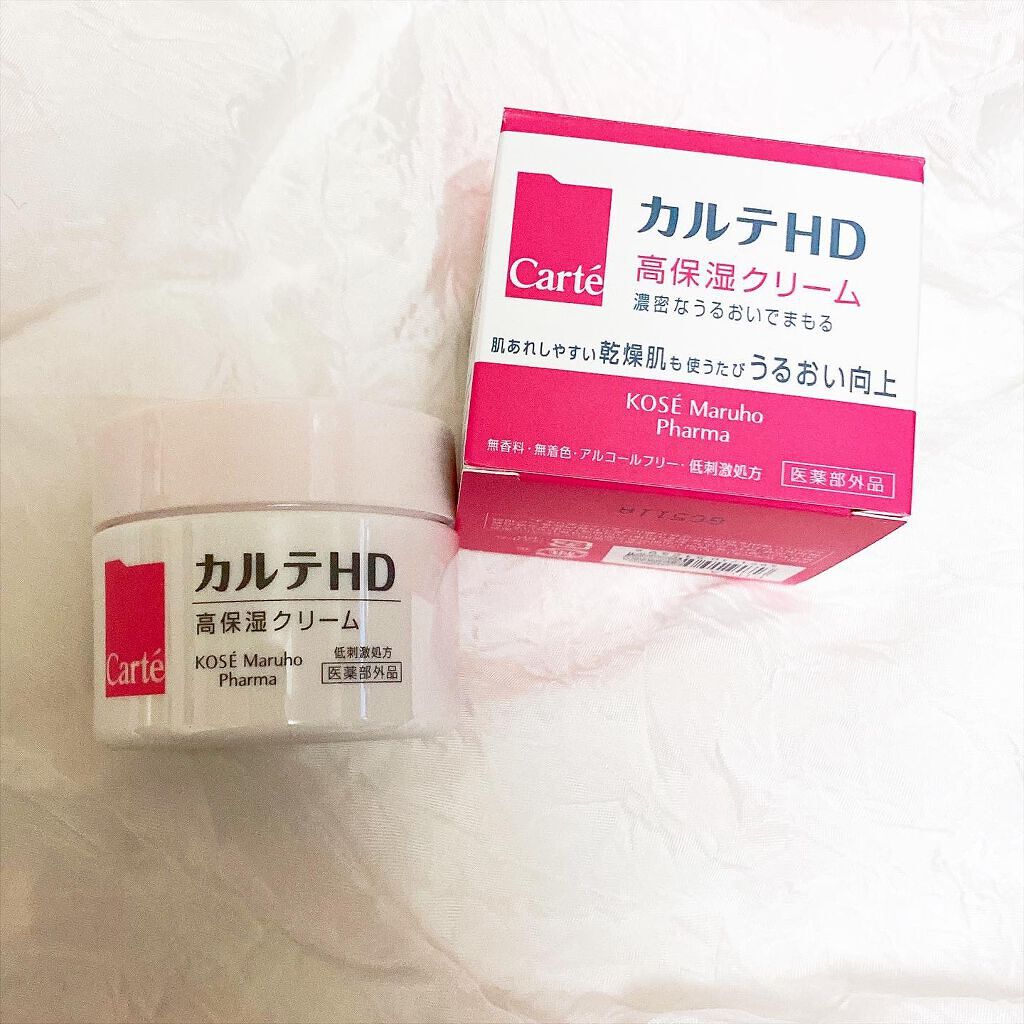 Carté
カルテHD
高保湿クリーム
濃密なうるおいでまもる
肌あれしやすい乾燥肌も使うたびうるおい向上
KOSÉ Maruho
Pharma
無香料・無着色・アルコールフリー・低刺激処方
医薬部外品
GC511A
Carté
カルテHD
高保湿クリーム
KOSÉ Maruho
Pharma
低刺激処方
医薬部外品